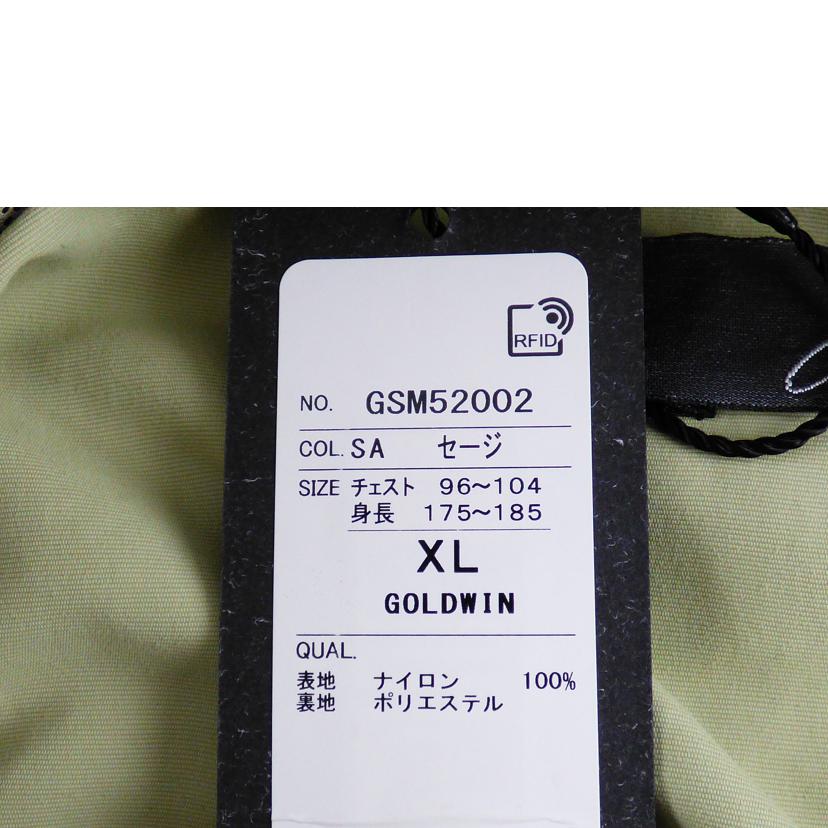 RFID
NO. GSM52002
COL. SA セージ
SIZE チェスト 96〜104
身長 175〜185
XL
GOLDWIN
QUAL.
表地 ナイロン 100%
裏地 ポリエステル